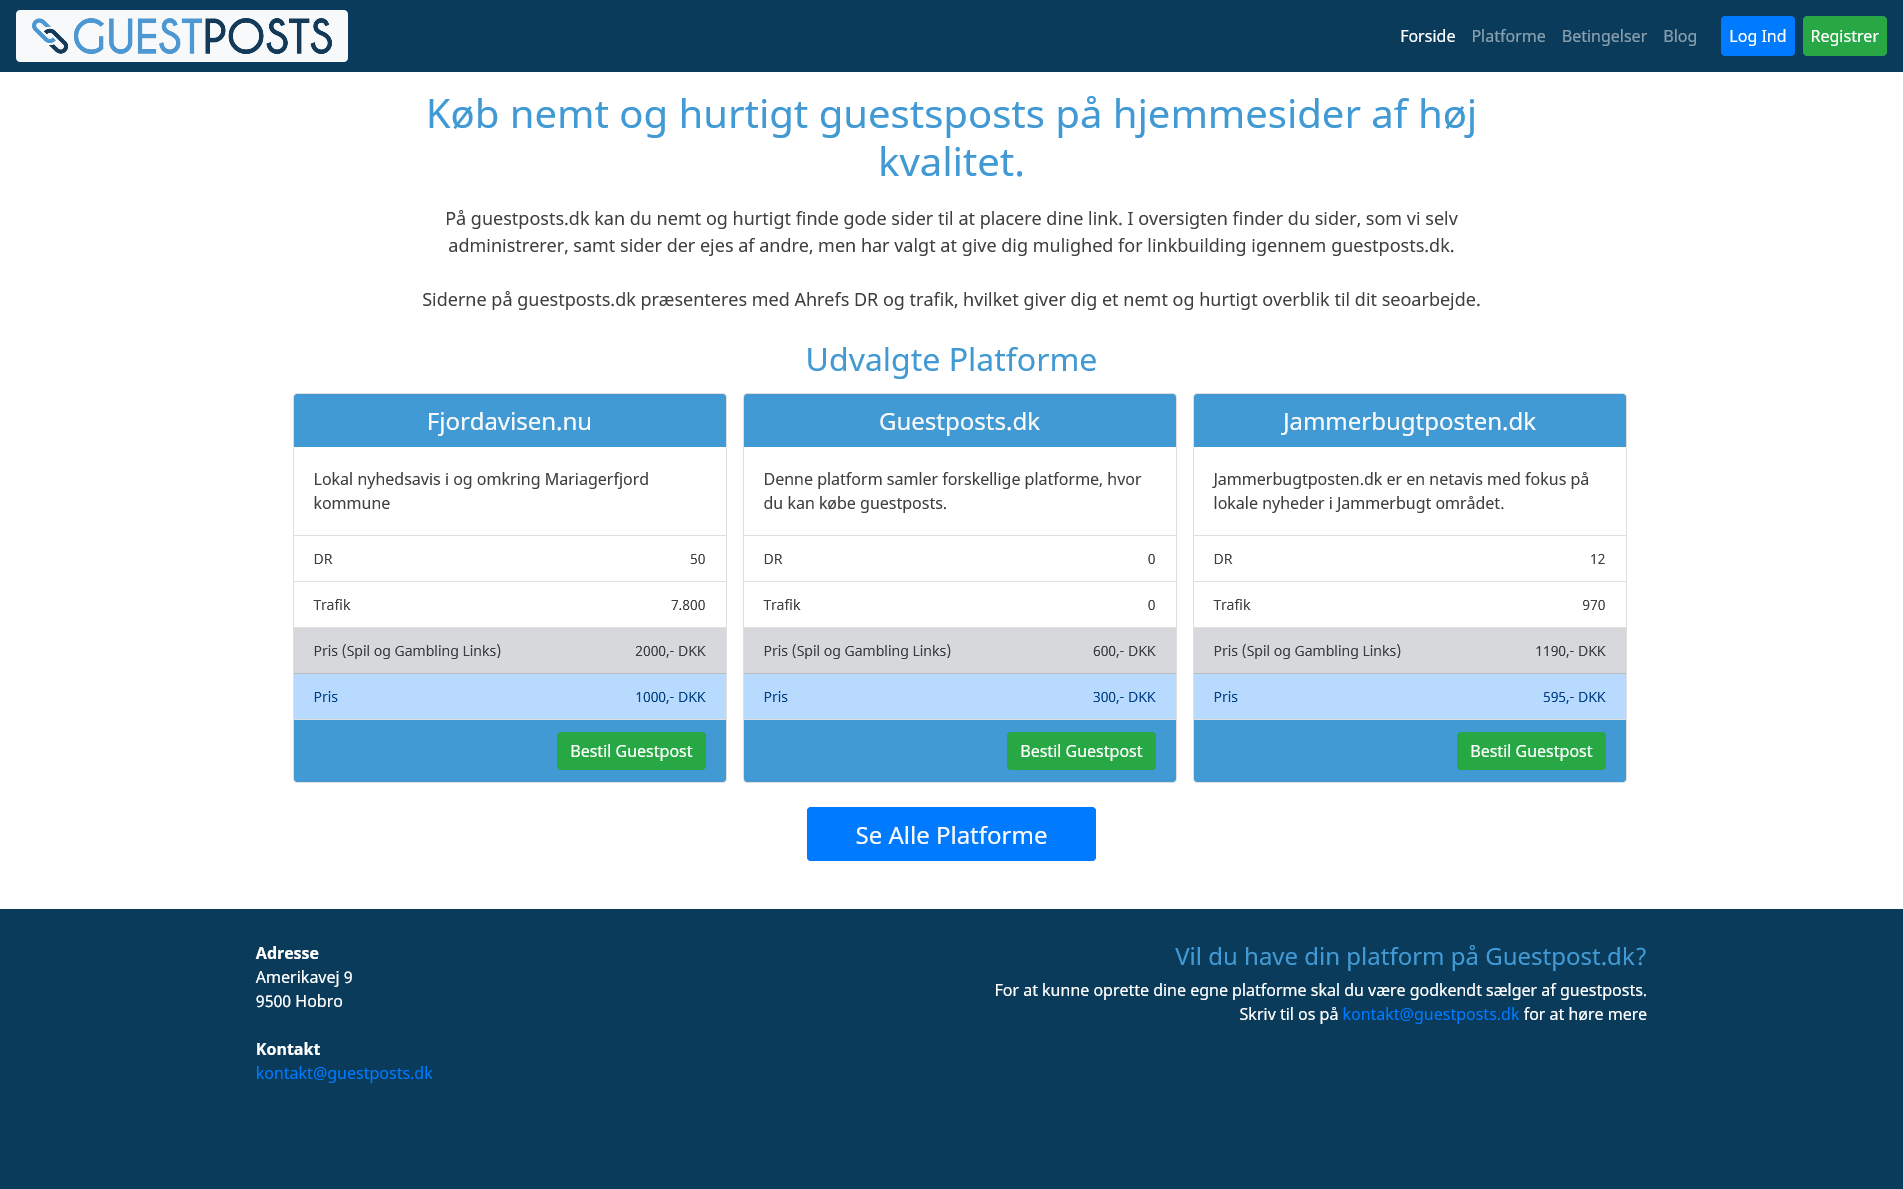 GUESTPOSTS
Forside
Platforme
Betingelser
Blog
Log Ind
Registrer
Køb nemt og hurtigt guestsposts på hjemmesider af høj
kvalitet.
På guestposts.dk kan du nemt og hurtigt finde gode sider til at placere dine link. I oversigten finder du sider, som vi selv
administrerer, samt sider der ejes af andre, men har valgt at give dig mulighed for linkbuilding igennem guestposts.dk.
Siderne på guestposts.dk præsenteres med Ahrefs DR og trafik, hvilket giver dig et nemt og hurtigt overblik til dit seoarbejde.
Udvalgte Platforme
Fjordavisen.nu
Lokal nyhedsavis i og omkring Mariagerfjord
kommune
DR 50
Trafik 7.800
Pris (Spil og Gambling Links) 2000,- DKK
Pris 1000,- DKK
Bestil Guestpost
Guestposts.dk
Denne platform samler forskellige platforme, hvor
du kan købe guestposts.
DR 0
Trafik 0
Pris (Spil og Gambling Links) 600,- DKK
Pris 300,- DKK
Bestil Guestpost
Jammerbugtposten.dk
Jammerbugtposten.dk er en netavis med fokus på
lokale nyheder i Jammerbugt området.
DR 12
Trafik 970
Pris (Spil og Gambling Links) 1190,- DKK
Pris 595,- DKK
Bestil Guestpost
Se Alle Platforme
Adresse
Amerikavej 9
9500 Hobro
Kontakt
kontakt@guestposts.dk
Vil du have din platform på Guestpost.dk?
For at kunne oprette dine egne platforme skal du være godkendt sælger af guestposts.
Skriv til os på kontakt@guestposts.dk for at høre mere